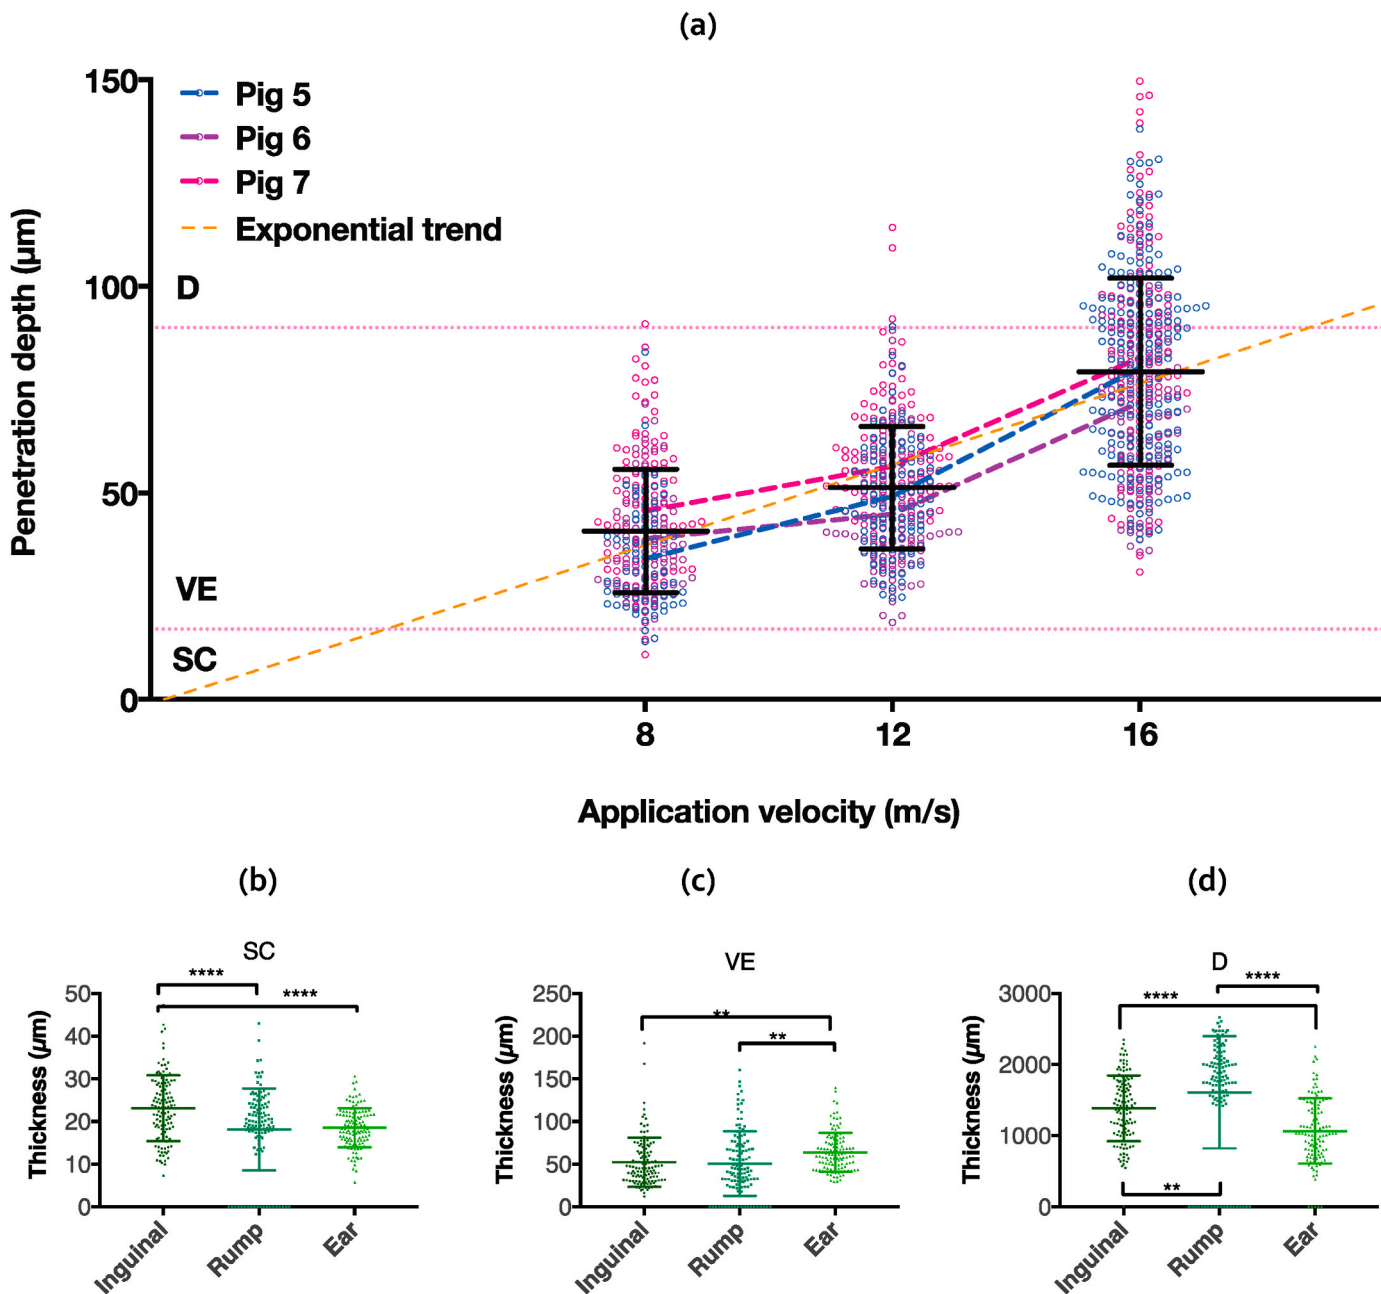 (a)
150
100
50
0
Penetration depth (µm)
Pig 5
Pig 6
Pig 7
Exponential trend
D
VE
SC
8 12 16
Application velocity (m/s)
(b)
SC
****
****
50
40
30
20
10
0
Thickness (µm)
Inguinal
Rump
Ear
(c)
VE
**
**
250
200
150
100
50
0
Thickness (µm)
Inguinal
Rump
Ear
(d)
D
****
****
**
3000
2000
1000
0
Thickness (µm)
Inguinal
Rump
Ear